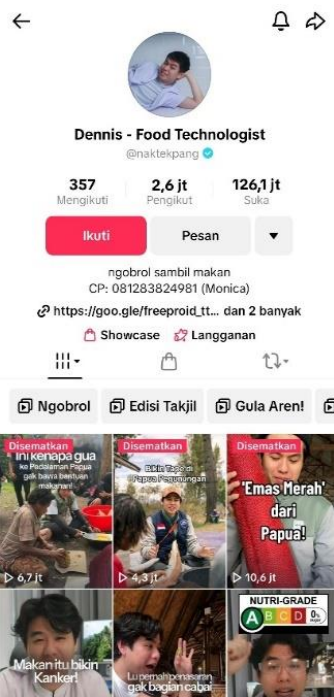 Dennis - Food Technologist
@naktekpang
357
2,6 jt
126,1 jt
Mengikuti
Pengikut
Suka
Ikuti
Pesan
ngobrol sambil makan
CP: 081283824981 (Monica)
https://goo.gle/freeproid_tt... dan 2 banyak
Showcase
Langganan
Ngobrol
Edisi Takjil
Gula Aren!
Disematkan
Ini kenapa gua
ke Pedalaman Papua
gak bawa bantuan
makanan!
6,7 jt
Disematkan
Bikin Tape di
Papua Pegunungan
4,3 jt
Disematkan
'Emas Merah'
dari
Papua!
10,6 jt
Makan itu bikin
Kanker!
Lu pernah penasaran
gak bagian cabai
NUTRI-GRADE
A B C D 0%